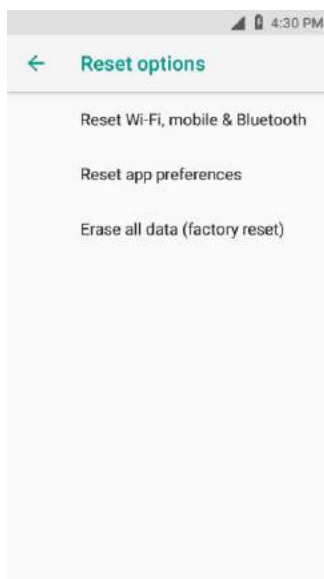 4:30 PM
Reset options
Reset Wi-Fi, mobile & Bluetooth
Reset app preferences
Erase all data (factory reset)